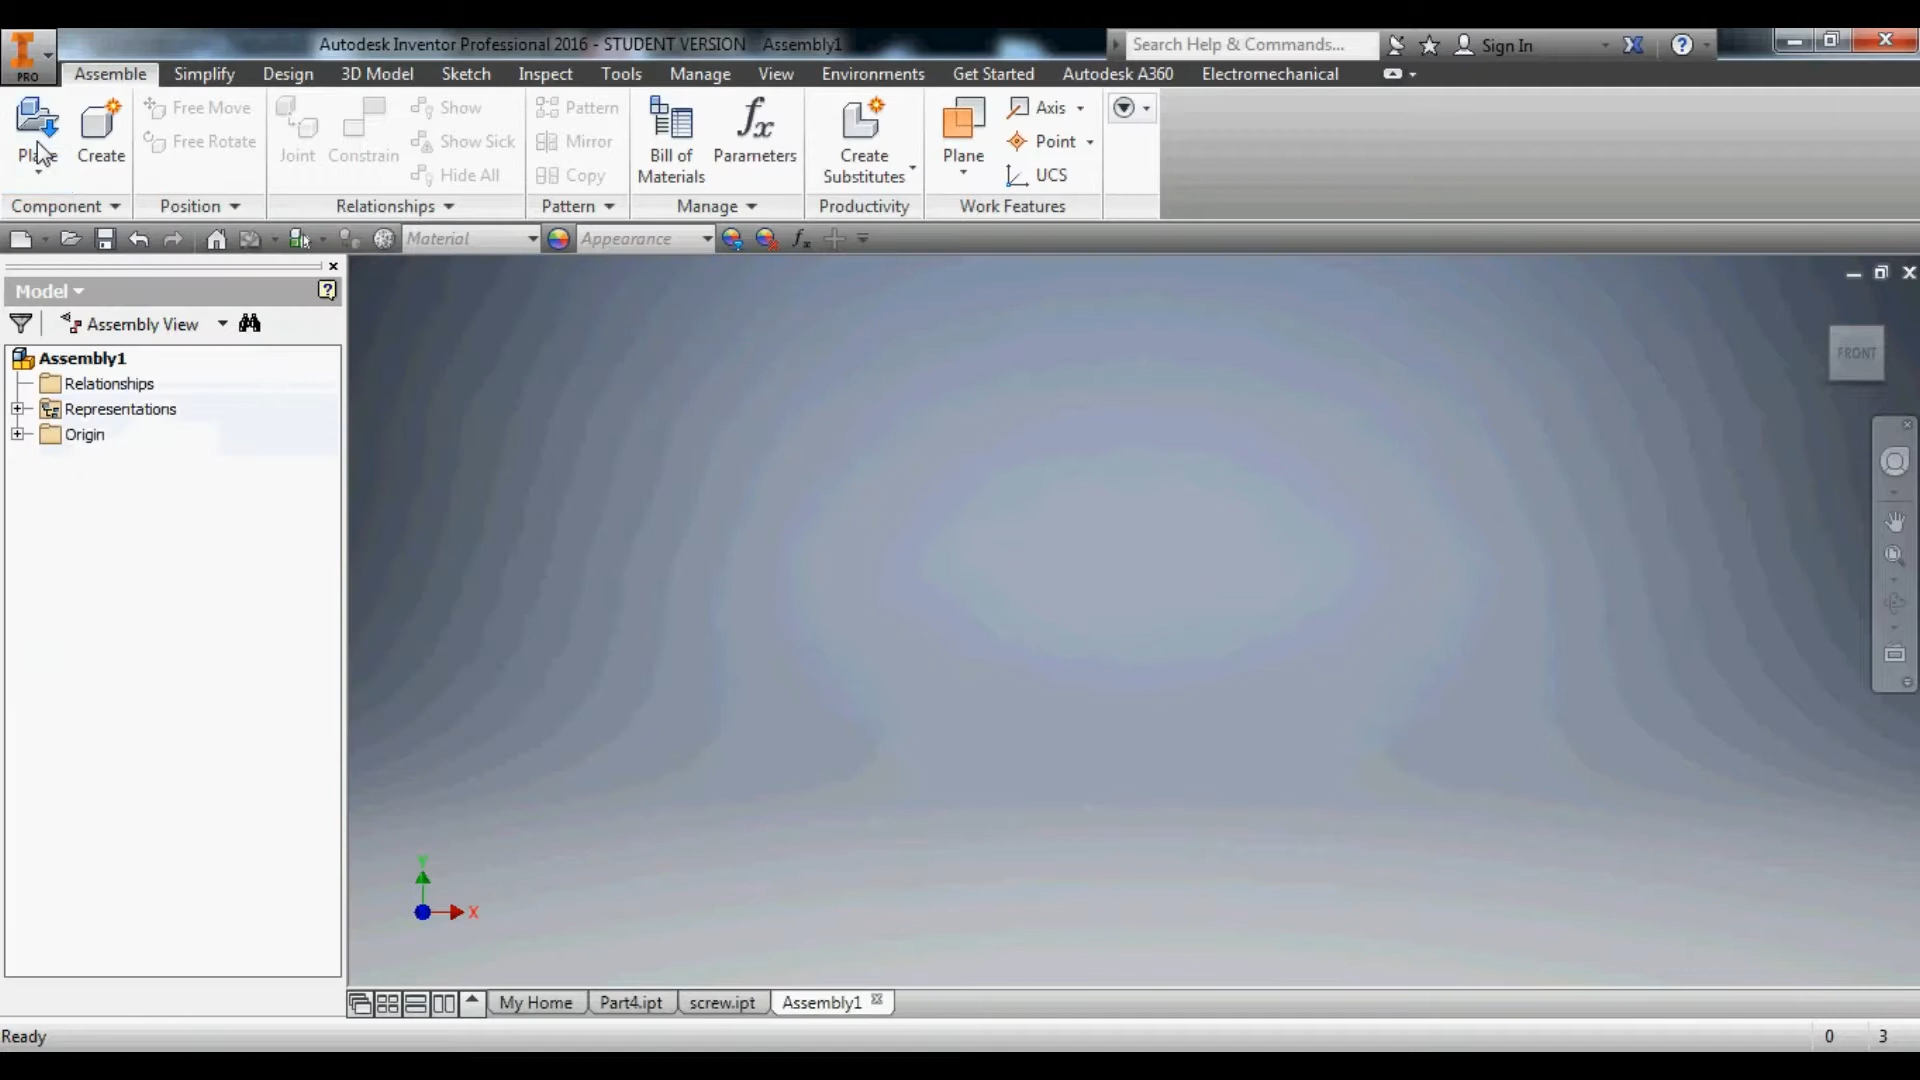 Autodesk Inventor Professional 2016 - STUDENT VERSION Assembly1
Search Help & Commands...
Sign In
PRO
Assemble Simplify Design 3D Model Sketch Inspect Tools Manage View Environments Get Started Autodesk A360 Electromechanical
Place
Create
Free Move
Free Rotate
Joint
Constrain
Show
Show Sick
Hide All
Pattern
Mirror
Copy
Bill of
Materials
fx
Parameters
Create
Substitutes
Plane
Axis
Point
UCS
Component Position Relationships Pattern Manage Productivity Work Features
Material
Appearance
fx
Model
Assembly View
Assembly1
Relationships
Representations
Origin
FRONT
Y
X
My Home Part4.ipt screw.ipt Assembly1
Ready
0 3